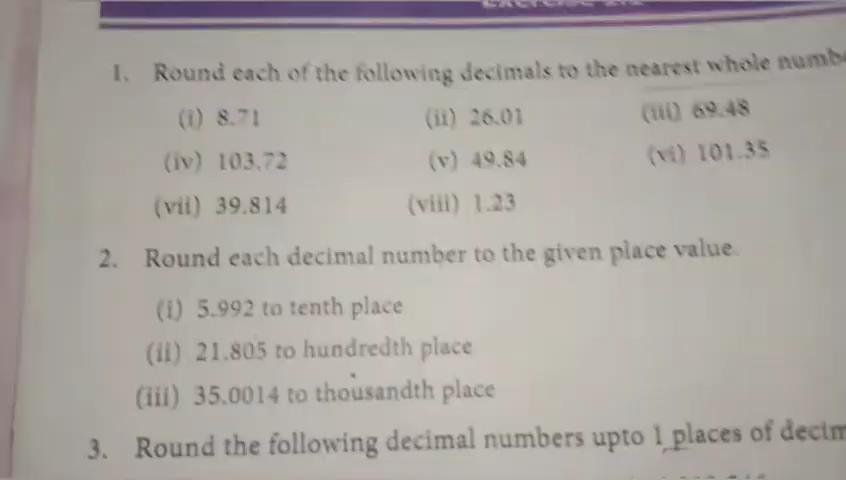 1. Round each of the following decimals to the nearest whole
(i) 8.71 (ii) 26.01 (iii) 69.48
(iv) 103.72 (v) 49.84 (vi) 101.35
(vii) 39.814 (viii) 1.23
2. Round each decimal number to the given place value.
(i) 5.992 to tenth place
(ii) 21.805 to hundredth place
(iii) 35.0014 to thousandth place
3. Round the following decimal numbers upto 1 places of